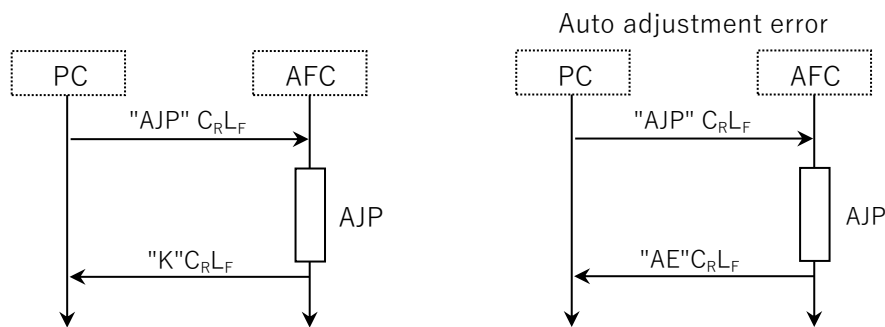 Auto adjustment error
PC
AFC
"AJP" CRLF
AJP
"K"CRLF
PC
AFC
"AJP" CRLF
AJP
"AE"CRLF